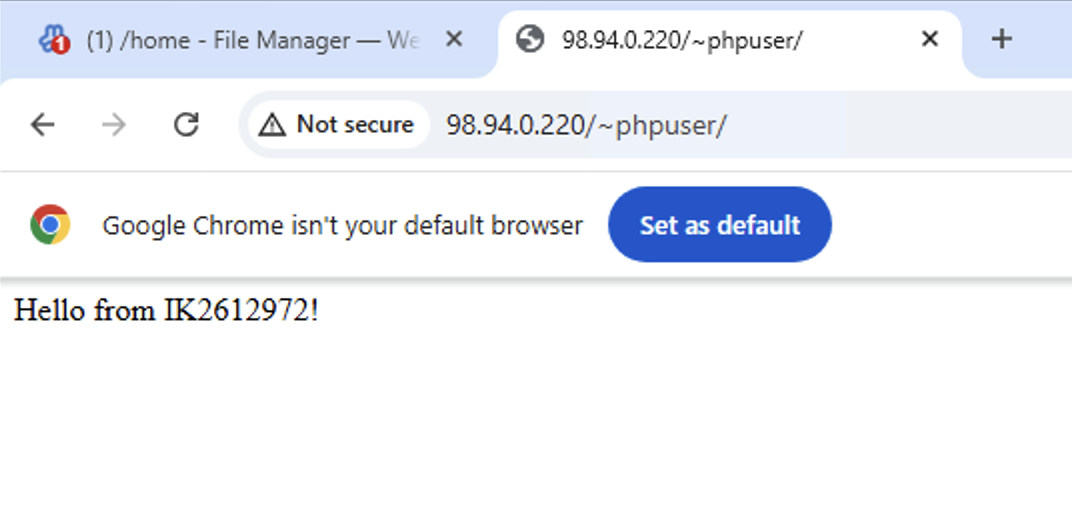 1
(1) /home - File Manager — We
98.94.0.220/~phpuser/
Not secure
98.94.0.220/~phpuser/
Google Chrome isn't your default browser
Set as default
Hello from IK2612972!